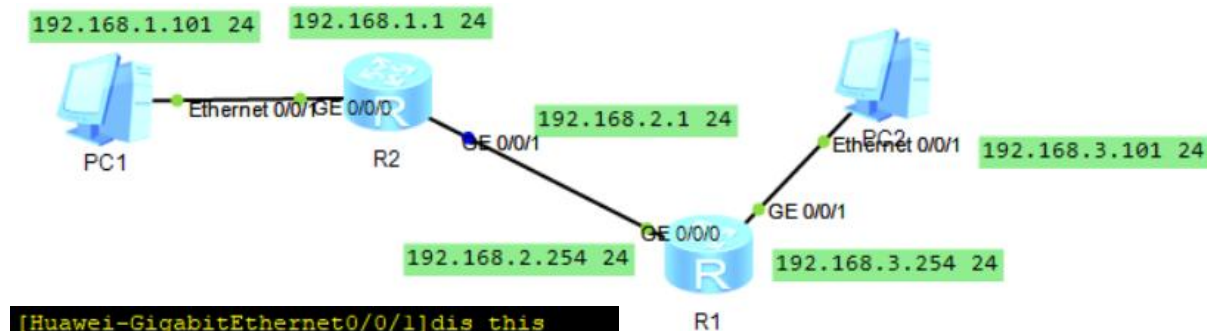 192.168.1.101 24
192.168.1.1 24
Ethernet 0/0/1
GE 0/0/0
PC1
R
R2
GE 0/0/1
192.168.2.1 24
PC2
Ethernet 0/0/1
192.168.3.101 24
GE 0/0/1
GE 0/0/0
192.168.2.254 24
R
192.168.3.254 24
R1
[Huawei-GigabitEthernet0/0/1]dis this